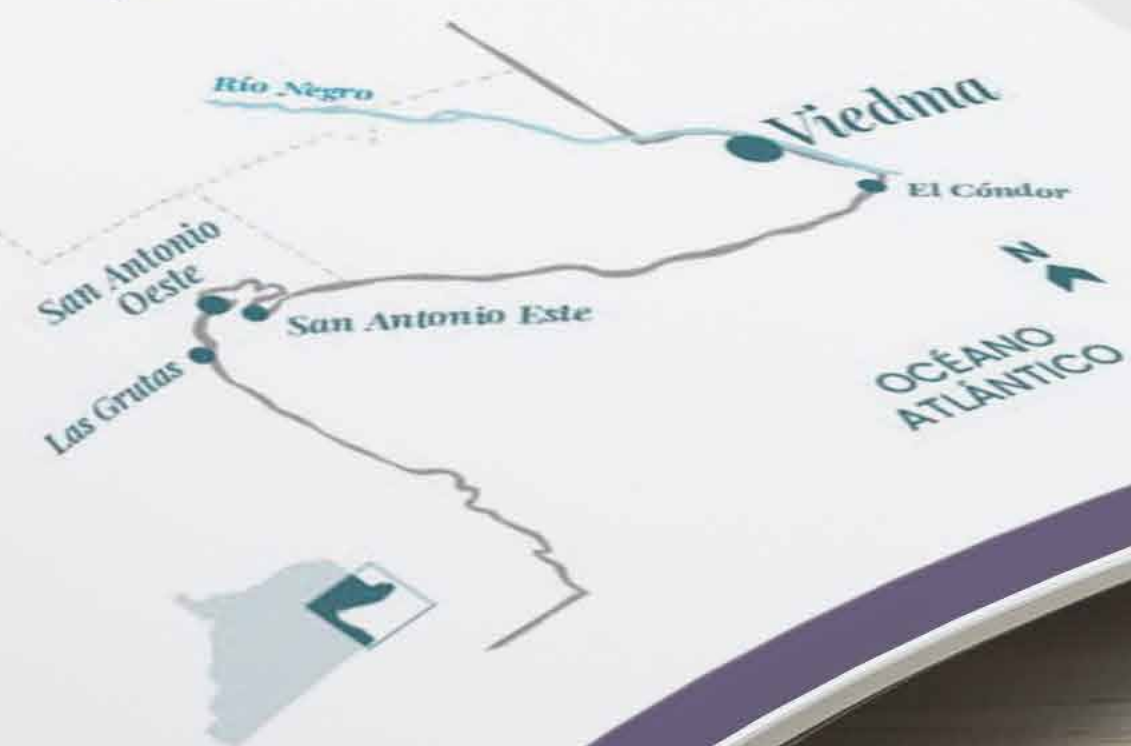 Río Negro
Viedma
El Cóndor
San Antonio
Oeste
San Antonio Este
Las Grutas
N
OCÉANO
ATLÁNTICO